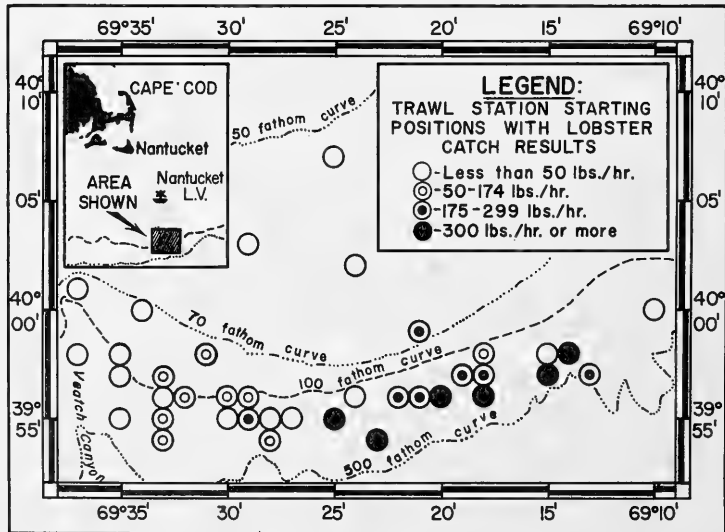 69°35' 30' 25' 20' 15' 69°10'
40° 10'
05'
40° 00'
39° 55'
CAPE COD
Nantucket
Nantucket L.V.
AREA SHOWN
50 fathom curve
LEGEND:
TRAWL STATION STARTING
POSITIONS WITH LOBSTER
CATCH RESULTS
-Less than 50 lbs./hr.
-50-174 lbs./hr.
-175-299 lbs./hr.
-300 lbs./hr. or more
40° 10'
05'
40° 00'
39° 55'
70 fathom curve
100 fathom curve
500 fathom curve
Veatch Canyon
69°35' 30' 25' 20' 15' 69°10'